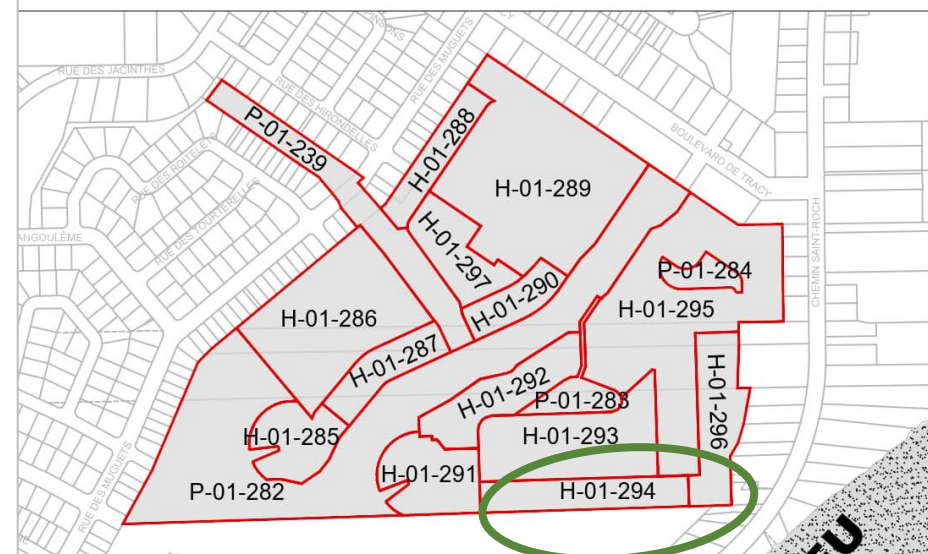 RUE DES JACINTHES
RUE DES HIRONDELLES
RUE DES MUGUETS
BOULEVARD DE TRACY
RUE DES ROITELETS
RUE DES TOURTERELLES
ANGOULÊME
CHEMIN SAINT-ROCH
P-01-239
H-01-288
H-01-289
H-01-297
P-01-284
H-01-290
H-01-295
H-01-286
H-01-287
H-01-292
P-01-283
H-01-296
H-01-285
H-01-293
H-01-291
P-01-282
H-01-294
RUE DES MUGUETS